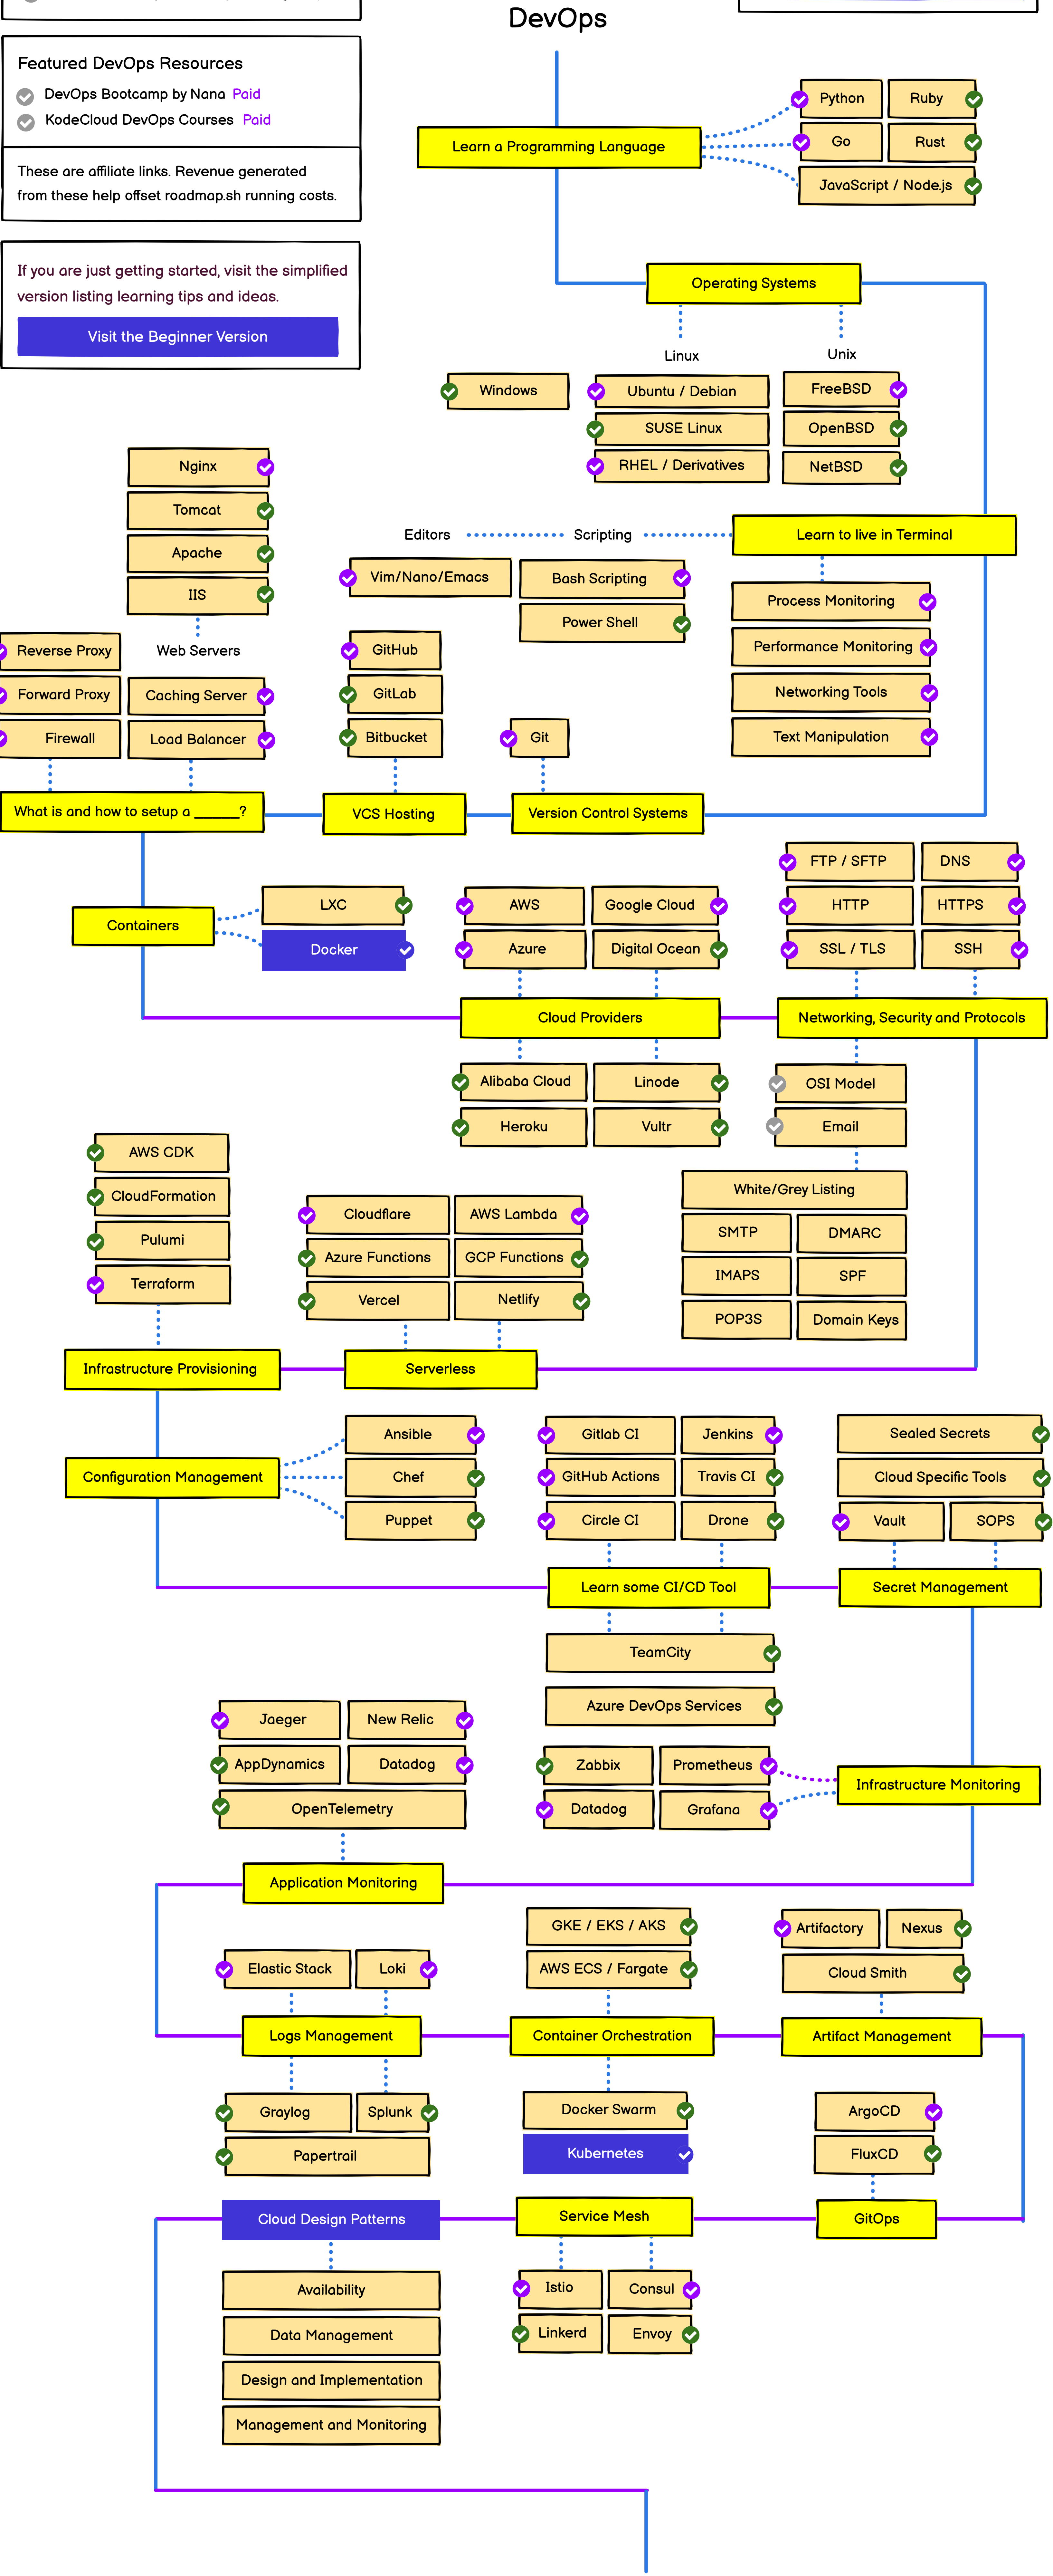 DevOps
Featured DevOps Resources
DevOps Bootcamp by Nana Paid
KodeCloud DevOps Courses Paid
These are affiliate links. Revenue generated
from these help offset roadmap.sh running costs.
If you are just getting started, visit the simplified
version listing learning tips and ideas.
Visit the Beginner Version
Learn a Programming Language
Python
Ruby
Go
Rust
JavaScript / Node.js
Operating Systems
Linux
Unix
Windows
Ubuntu / Debian
SUSE Linux
RHEL / Derivatives
FreeBSD
OpenBSD
NetBSD
Learn to live in Terminal
Scripting
Editors
Vim/Nano/Emacs
Bash Scripting
Power Shell
Process Monitoring
Performance Monitoring
Networking Tools
Text Manipulation
Nginx
Tomcat
Apache
IIS
Web Servers
Reverse Proxy
Forward Proxy
Caching Server
Firewall
Load Balancer
GitHub
GitLab
Bitbucket
Git
What is and how to setup a ______?
VCS Hosting
Version Control Systems
Containers
LXC
Docker
AWS
Google Cloud
Azure
Digital Ocean
Cloud Providers
Alibaba Cloud
Linode
Heroku
Vultr
FTP / SFTP
DNS
HTTP
HTTPS
SSL / TLS
SSH
Networking, Security and Protocols
OSI Model
Email
White/Grey Listing
SMTP
DMARC
IMAPS
SPF
POP3S
Domain Keys
AWS CDK
CloudFormation
Pulumi
Terraform
Infrastructure Provisioning
Cloudflare
AWS Lambda
Azure Functions
GCP Functions
Vercel
Netlify
Serverless
Configuration Management
Ansible
Chef
Puppet
Gitlab CI
Jenkins
GitHub Actions
Travis CI
Circle CI
Drone
Learn some CI/CD Tool
TeamCity
Azure DevOps Services
Sealed Secrets
Cloud Specific Tools
Vault
SOPS
Secret Management
Zabbix
Prometheus
Datadog
Grafana
Infrastructure Monitoring
Jaeger
New Relic
AppDynamics
Datadog
OpenTelemetry
Application Monitoring
Elastic Stack
Loki
Logs Management
Graylog
Splunk
Papertrail
GKE / EKS / AKS
AWS ECS / Fargate
Container Orchestration
Docker Swarm
Kubernetes
Artifactory
Nexus
Cloud Smith
Artifact Management
ArgoCD
FluxCD
GitOps
Service Mesh
Istio
Consul
Linkerd
Envoy
Cloud Design Patterns
Availability
Data Management
Design and Implementation
Management and Monitoring